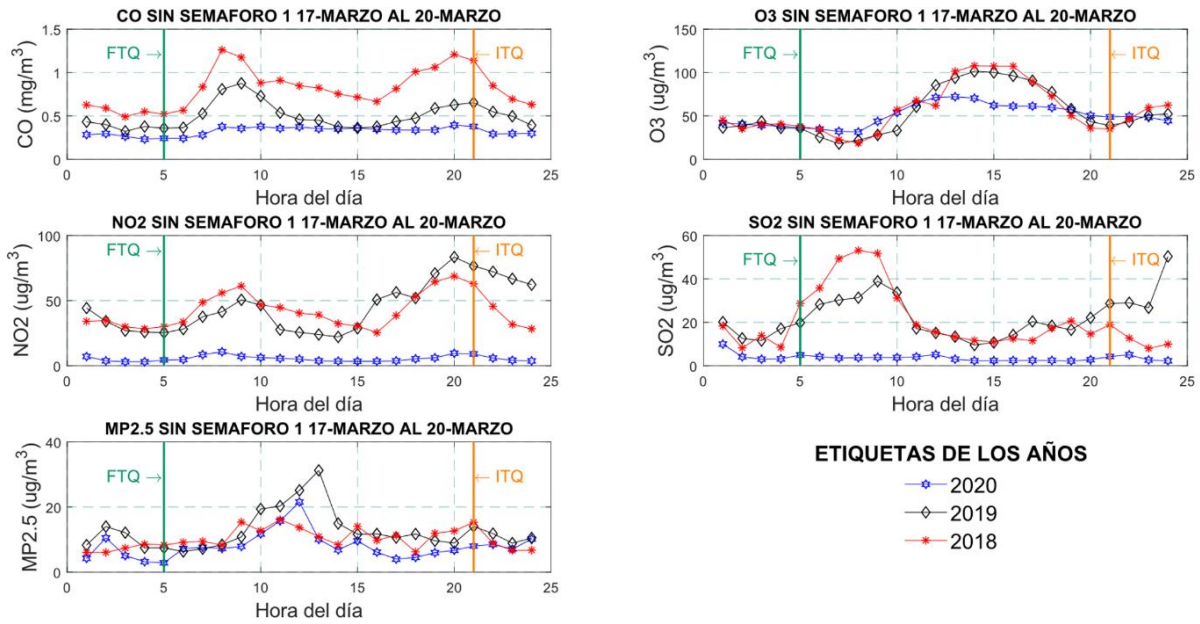 CO SIN SEMAFORO 1 17-MARZO AL 20-MARZO
1.5
1
0.5
0
CO (mg/m³)
FTQ →
← ITQ
0 5 10 15 20 25
Hora del día
O3 SIN SEMAFORO 1 17-MARZO AL 20-MARZO
150
100
50
0
O3 (ug/m³)
FTQ →
← ITQ
0 5 10 15 20 25
Hora del día
NO2 SIN SEMAFORO 1 17-MARZO AL 20-MARZO
100
50
0
NO2 (ug/m³)
FTQ →
← ITQ
0 5 10 15 20 25
Hora del día
SO2 SIN SEMAFORO 1 17-MARZO AL 20-MARZO
60
40
20
0
SO2 (ug/m³)
FTQ →
← ITQ
0 5 10 15 20 25
Hora del día
MP2.5 SIN SEMAFORO 1 17-MARZO AL 20-MARZO
40
20
0
MP2.5 (ug/m³)
FTQ →
← ITQ
0 5 10 15 20 25
Hora del día
ETIQUETAS DE LOS AÑOS
2020
2019
2018